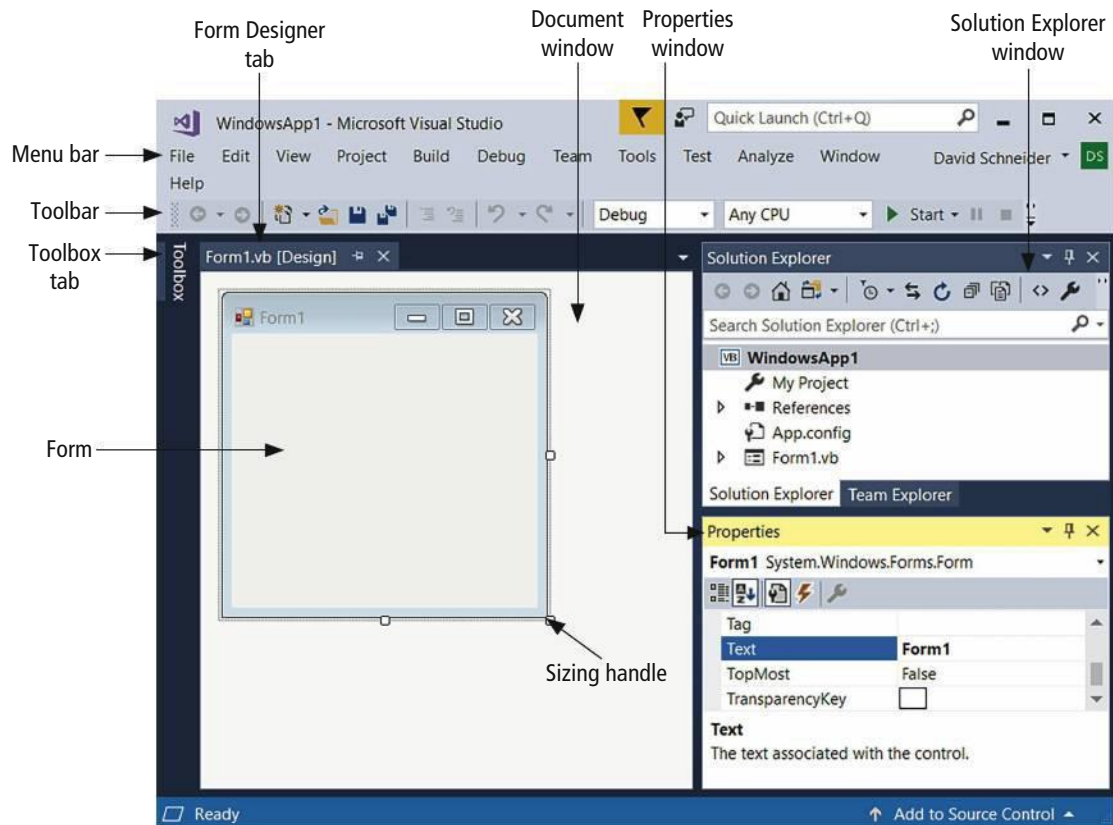 Form Designer
tab
Document
window
Properties
window
Solution Explorer
window
WindowsApp1 - Microsoft Visual Studio
Quick Launch (Ctrl+Q)
Menu bar
File Edit View Project Build Debug Team Tools Test Analyze Window David Schneider DS
Help
Toolbar
Debug Any CPU Start
Toolbox
tab
Toolbox
Form1.vb [Design]
Solution Explorer
Form1
Search Solution Explorer (Ctrl+;)
VB WindowsApp1
My Project
References
App.config
Form1.vb
Form
Solution Explorer Team Explorer
Properties
Form1 System.Windows.Forms.Form
Tag
Text Form1
TopMost False
TransparencyKey
Sizing handle
Text
The text associated with the control.
Ready Add to Source Control